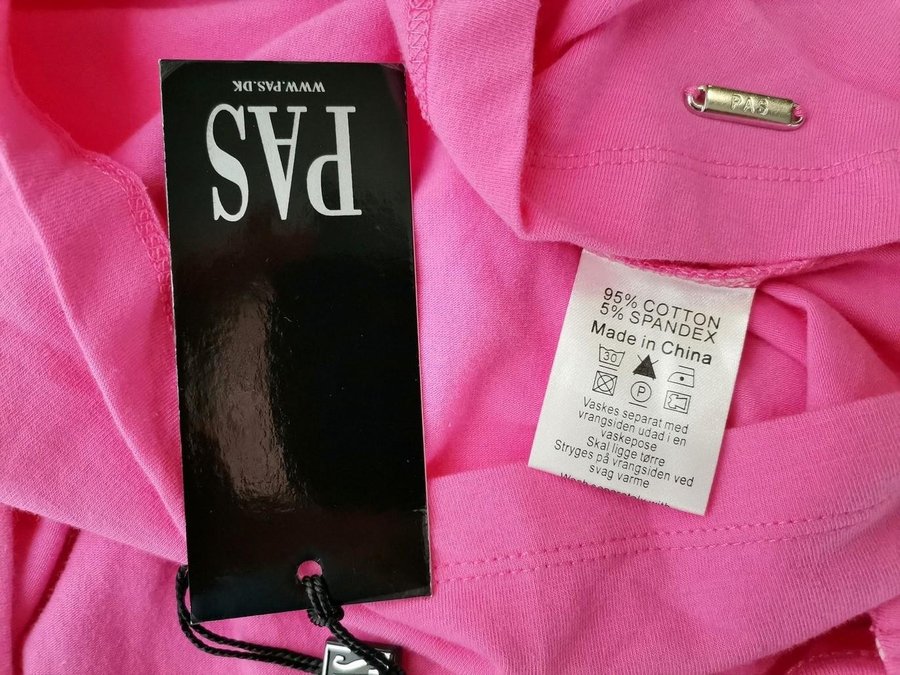 WWW.PAS.DK
PAS
PAS
95% COTTON
5% SPANDEX
Made in China
30
P
Vaskes separat med
vrangsiden udad i en
vaskepose
Skal ligge tørre
Stryges på vrangsiden ved
svag varme